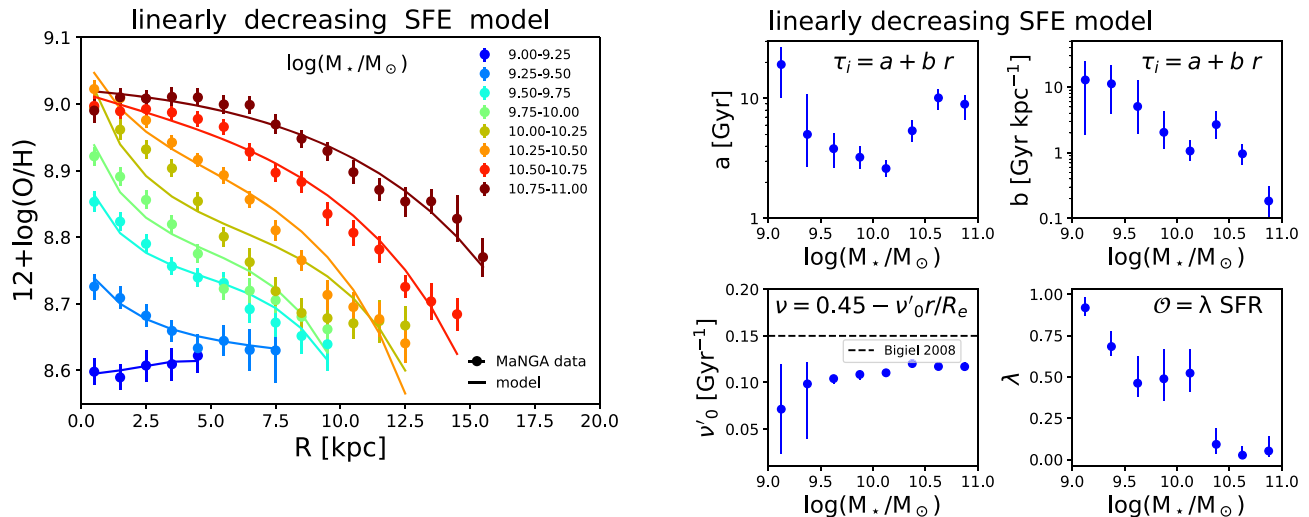 linearly decreasing SFE model
9.1
9.0
8.9
8.8
8.7
8.6
12+log(O/H)
log(M⋆/M⊙)
9.00-9.25
9.25-9.50
9.50-9.75
9.75-10.00
10.00-10.25
10.25-10.50
10.50-10.75
10.75-11.00
MaNGA data
model
0.0 2.5 5.0 7.5 10.0 12.5 15.0 17.5 20.0
R [kpc]
linearly decreasing SFE model
τi = a + b r
10
1
a [Gyr]
9.0 9.5 10.0 10.5 11.0
log(M⋆/M⊙)
τi = a + b r
100
10
1
0.1
b [Gyr kpc⁻¹]
9.0 9.5 10.0 10.5 11.0
log(M⋆/M⊙)
ν = 0.45 − ν′₀r/Re
Bigiel 2008
0.20
0.15
0.10
0.05
ν′₀ [Gyr⁻¹]
9.0 9.5 10.0 10.5 11.0
log(M⋆/M⊙)
𝒪 = λ SFR
1.00
0.75
0.50
0.25
0.00
λ
9.0 9.5 10.0 10.5 11.0
log(M⋆/M⊙)